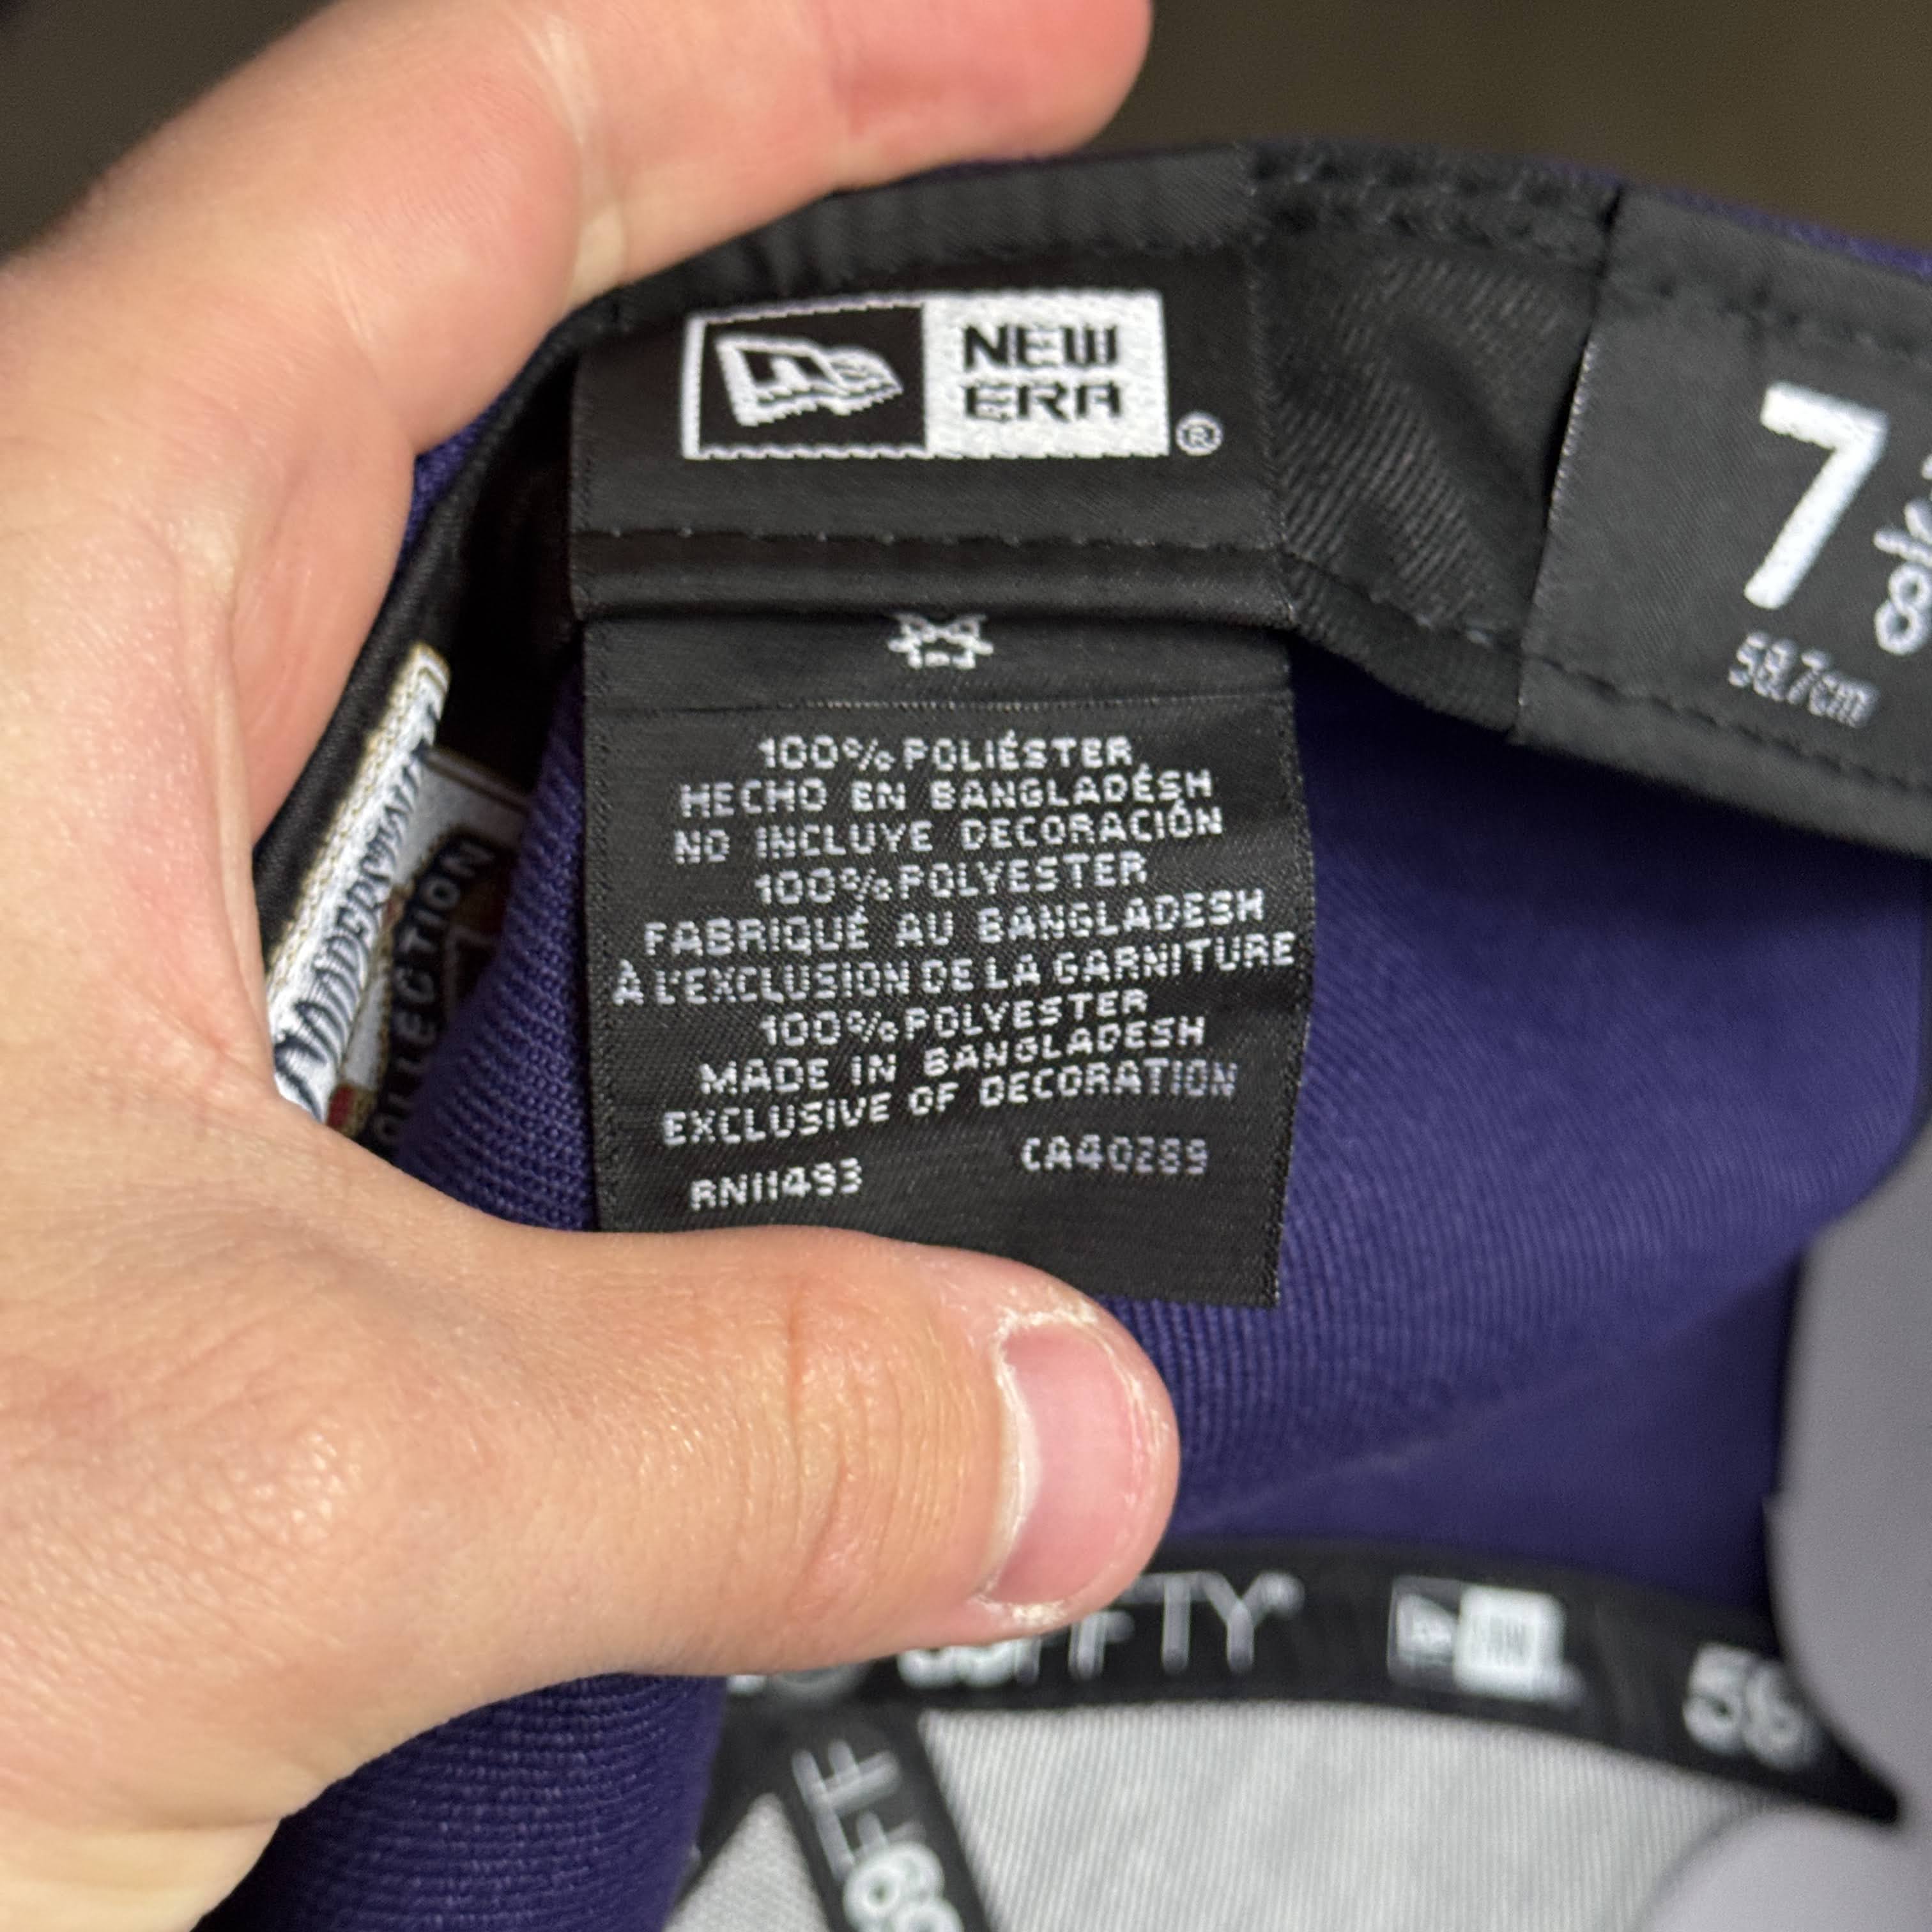 NEW
ERA
®
7
8
58.7cm
100% POLIÉSTER
HECHO EN BANGLADÉSH
NO INCLUYE DECORACIÓN
100% POLYESTER
FABRIQUÉ AU BANGLADESH
À L'EXCLUSION DE LA GARNITURE
100% POLYESTER
MADE IN BANGLADESH
EXCLUSIVE OF DECORATION
RN11493 CA40289